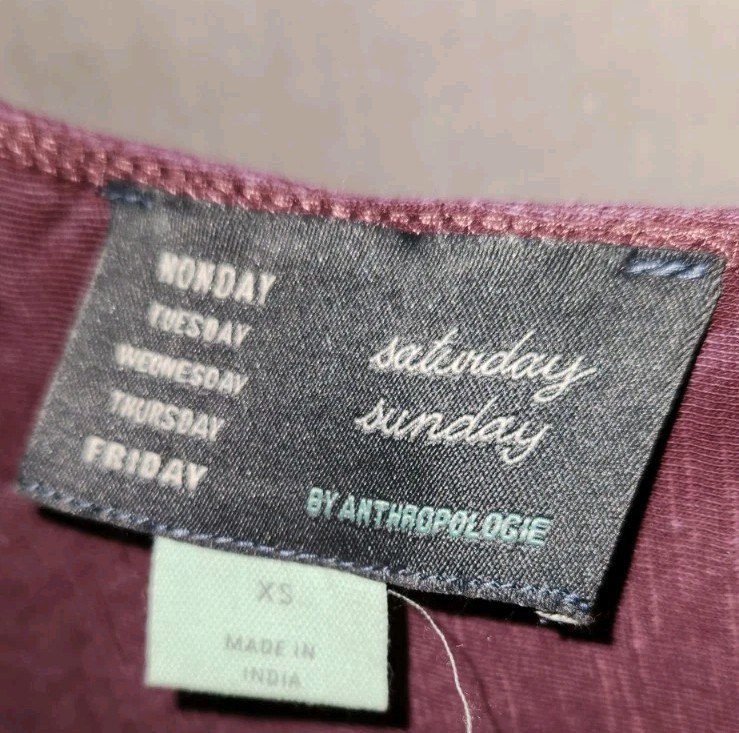 MONDAY
TUESDAY
WEDNESDAY
THURSDAY
FRIDAY
saturday
sunday
BY ANTHROPOLOGIE
XS
MADE IN
INDIA